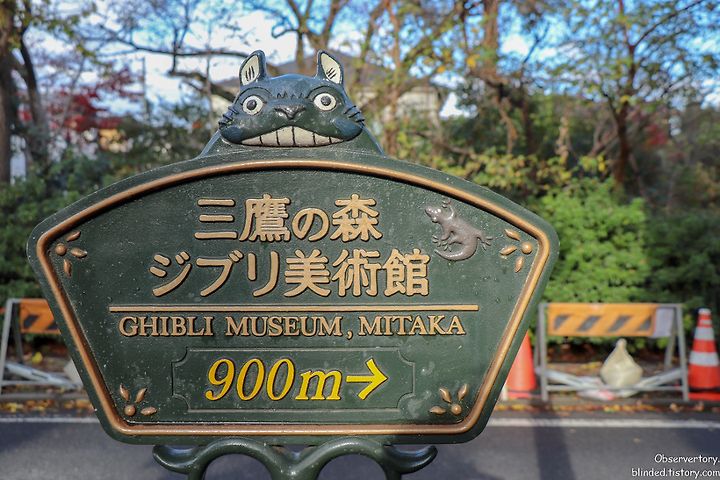 三鷹の森
ジブリ美術館
GHIBLI MUSEUM, MITAKA
900m→
Observertory.
blinded.tistory.com